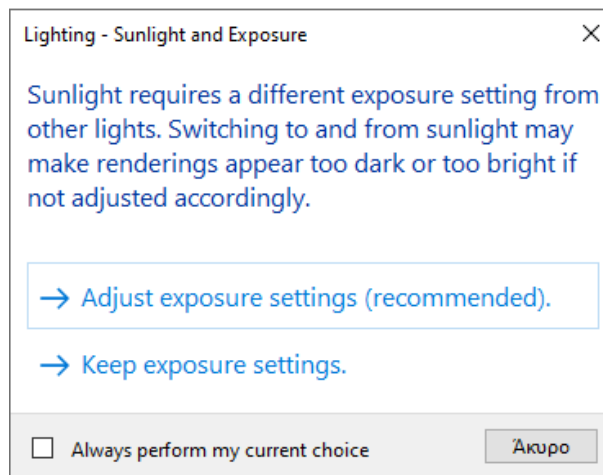 Lighting - Sunlight and Exposure
Sunlight requires a different exposure setting from
other lights. Switching to and from sunlight may
make renderings appear too dark or too bright if
not adjusted accordingly.
Adjust exposure settings (recommended).
Keep exposure settings.
Always perform my current choice
Άκυρο